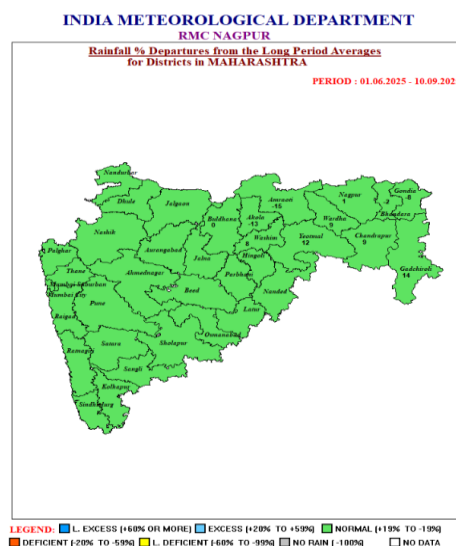 INDIA METEOROLOGICAL DEPARTMENT
RMC NAGPUR
Rainfall % Departures from the Long Period Averages
for Districts in MAHARASHTRA
PERIOD : 01.06.2025 - 10.09.202
Nandurbar
Dhule
Jalgaon
Nashik
Buldhana
0
Akola
-13
Amraoti
-15
Washim
8
Nagpur
1
Wardha
9
Yeotmal
12
Chandrapur
9
Gondia
-8
Bhandara
-2
Gadchiroli
14
Aurangabad
Jalna
Hingoli
Parbhani
Nanded
Palghar
Thane
Mumbai Suburban
Mumbai City
Ahmednagar
Beed
Pune
Latur
Raigad
Osmanabad
Sholapur
Satara
Ratnagiri
Sangli
Kolhapur
Sindhudurg
LEGEND: L. EXCESS (+60% OR MORE) EXCESS (+20% TO +59%) NORMAL (+19% TO -19%)
DEFICIENT (-20% TO -59%) L. DEFICIENT (-60% TO -99%) NO RAIN (-100%) NO DATA